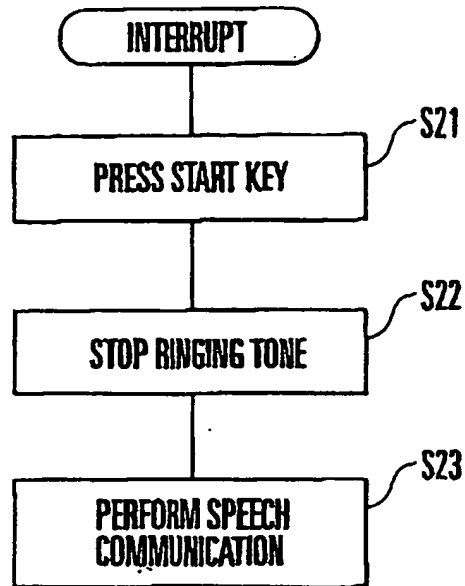 INTERRUPT
S21
PRESS START KEY
S22
STOP RINGING TONE
S23
PERFORM SPEECH
COMMUNICATION